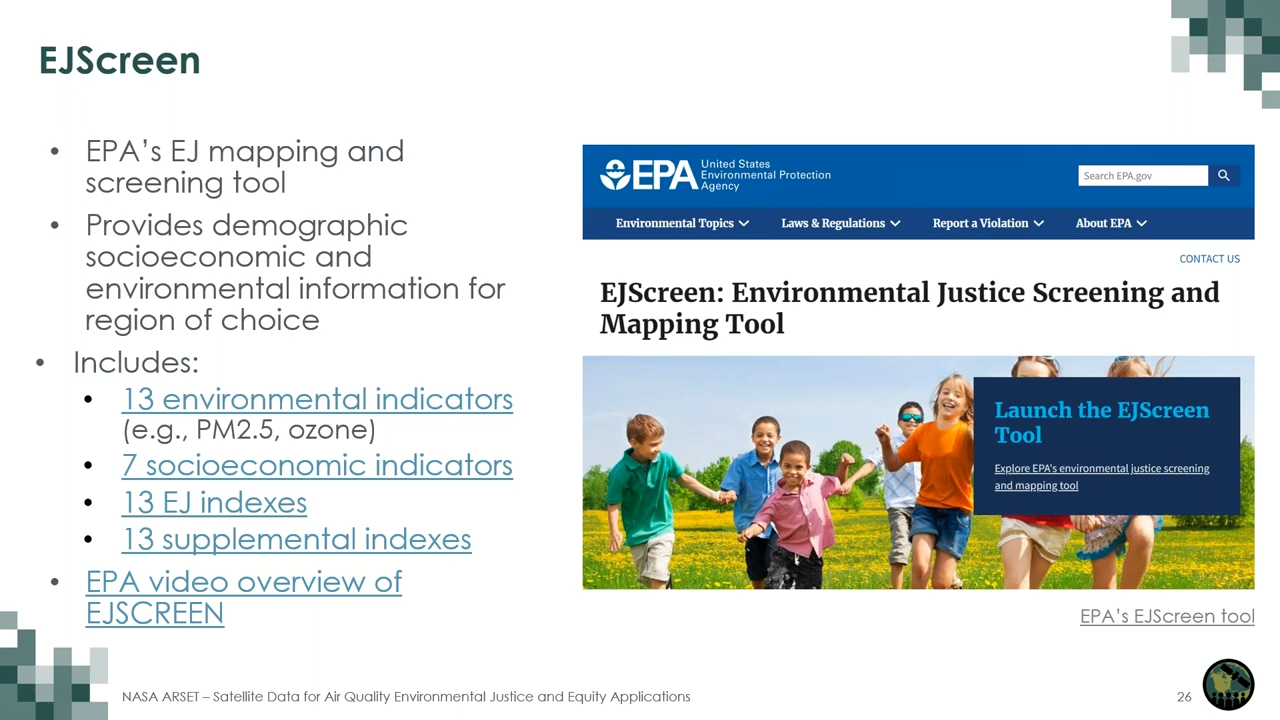 EJScreen
• EPA’s EJ mapping and
screening tool
• Provides demographic
socioeconomic and
environmental information for
region of choice
• Includes:
• 13 environmental indicators
(e.g., PM2.5, ozone)
• 7 socioeconomic indicators
• 13 EJ indexes
• 13 supplemental indexes
• EPA video overview of
EJSCREEN
EPA United States
Environmental Protection
Agency
Search EPA.gov
Environmental Topics Laws & Regulations Report a Violation About EPA
CONTACT US
EJScreen: Environmental Justice Screening and
Mapping Tool
Launch the EJScreen
Tool
Explore EPA's environmental justice screening
and mapping tool
EPA’s EJScreen tool
NASA ARSET – Satellite Data for Air Quality Environmental Justice and Equity Applications
26